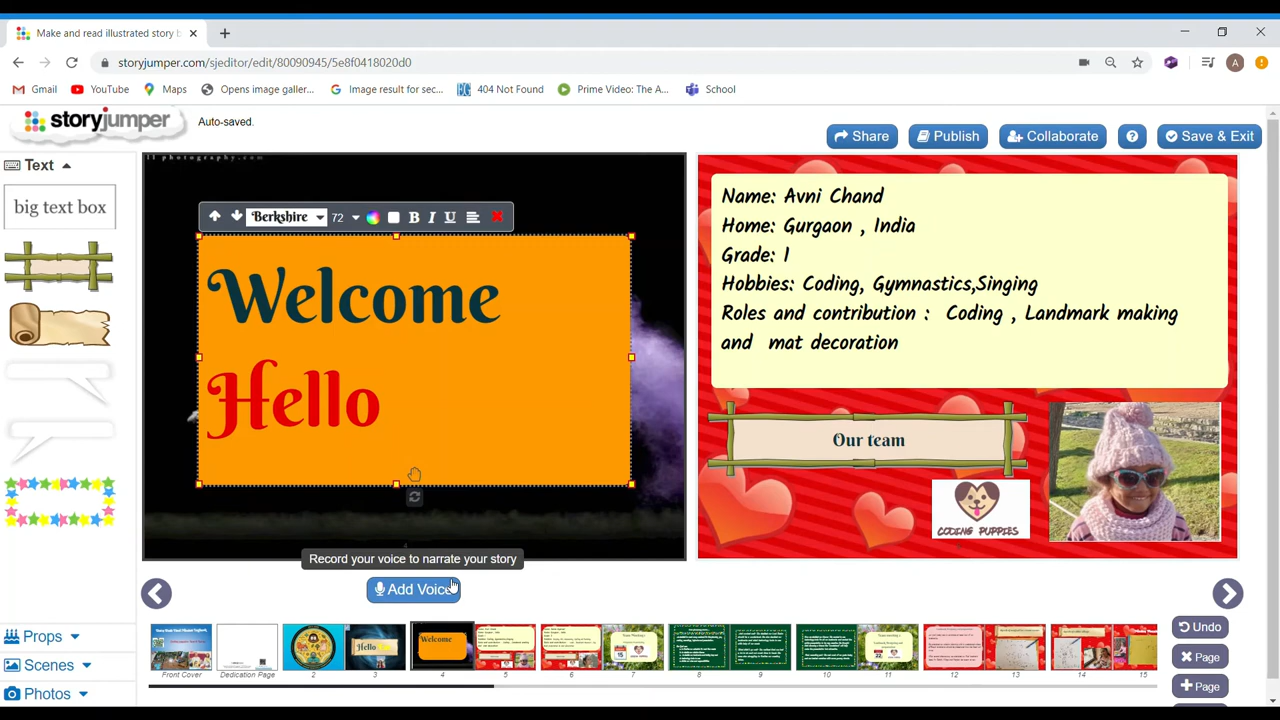 Make and read illustrated story b
storyjumper.com/sjeditor/edit/80090945/5e8f0418020d0
A
Gmail
YouTube
Maps
Opens image galler...
Image result for sec...
404 Not Found
Prime Video: The A...
School
storyjumper
Auto-saved.
Share
Publish
Collaborate
?
Save & Exit
Text
big text box
ll photography.com
Berkshire
72
B I U
Welcome
Hello
Record your voice to narrate your story
Add Voice
Name: Avni Chand
Home: Gurgaon , India
Grade: 1
Hobbies: Coding, Gymnastics,Singing
Roles and contribution : Coding , Landmark making
and mat decoration
Our team
CODING PUPPIES
Props
Scenes
Photos
Hello
Welcome
Front Cover
Dedication Page
2
3
4
5
6
7
8
9
10
11
12
13
14
15
Undo
Page
Page